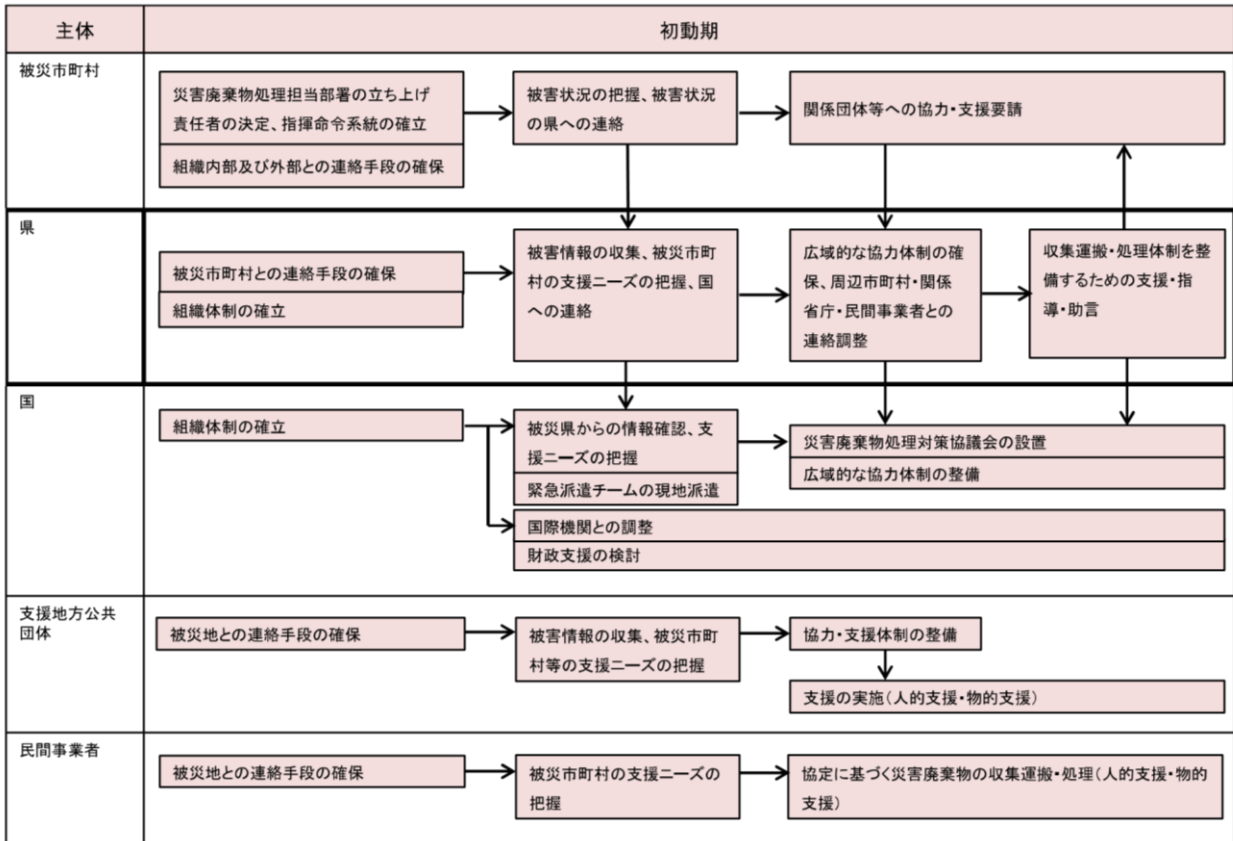 主体
初動期
被災市町村
災害廃棄物処理担当部署の立ち上げ
責任者の決定、指揮命令系統の確立
組織内部及び外部との連絡手段の確保
被害状況の把握、被害状況
の県への連絡
関係団体等への協力・支援要請
県
被災市町村との連絡手段の確保
組織体制の確立
被害情報の収集、被災市町
村の支援ニーズの把握、国
への連絡
広域的な協力体制の確
保、周辺市町村・関係
省庁・民間事業者との
連絡調整
収集運搬・処理体制を整
備するための支援・指
導・助言
国
組織体制の確立
被災県からの情報確認、支
援ニーズの把握
緊急派遣チームの現地派遣
災害廃棄物処理対策協議会の設置
広域的な協力体制の整備
国際機関との調整
財政支援の検討
支援地方公共
団体
被災地との連絡手段の確保
被害情報の収集、被災市町
村等の支援ニーズの把握
協力・支援体制の整備
支援の実施(人的支援・物的支援)
民間事業者
被災地との連絡手段の確保
被災市町村の支援ニーズの
把握
協定に基づく災害廃棄物の収集運搬・処理(人的支援・物的
支援)